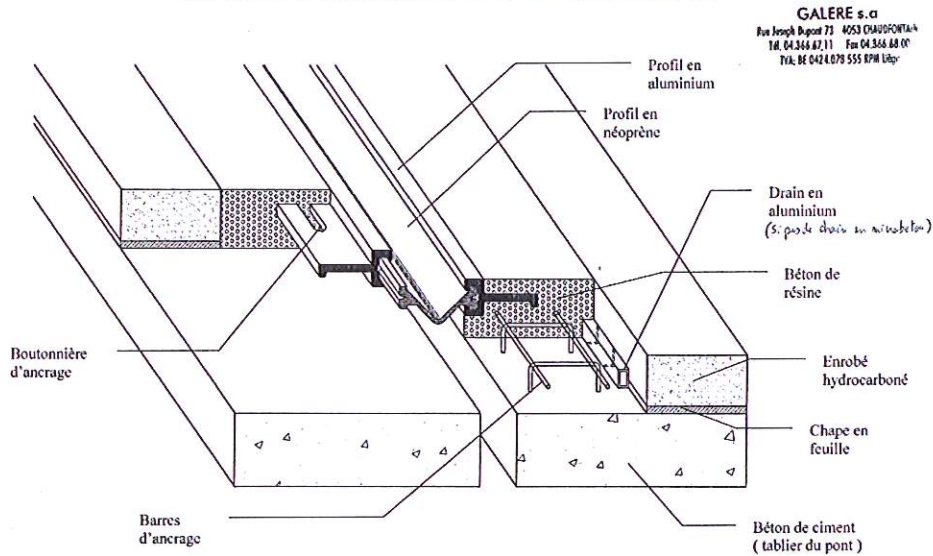 GALERE s.a
Rue Joseph Dupont 73 4053 CHAUDFONTAINE
Tél. 04.366.67.11 Fax 04.366.68.00
TVA: BE 0424.078 555 RPM Liège
Profil en
aluminium
Profil en
néoprène
Drain en
aluminium
(si pas de drain en microbéton)
Béton de
résine
Boutonnière
d'ancrage
Enrobé
hydrocarboné
Chape en
feuille
Barres
d'ancrage
Béton de ciment
( tablier du pont )